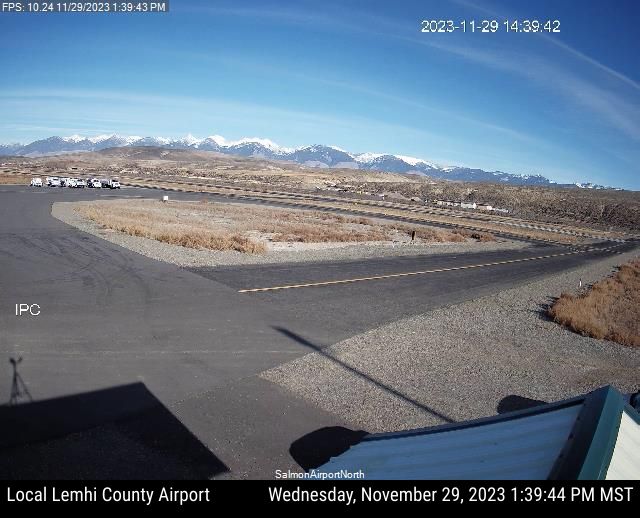 FPS: 10.24 11/29/2023 1:39:43 PM
2023-11-29 14:39:42
IPC
SalmonAirportNorth
Local Lemhi County Airport Wednesday, November 29, 2023 1:39:44 PM MST